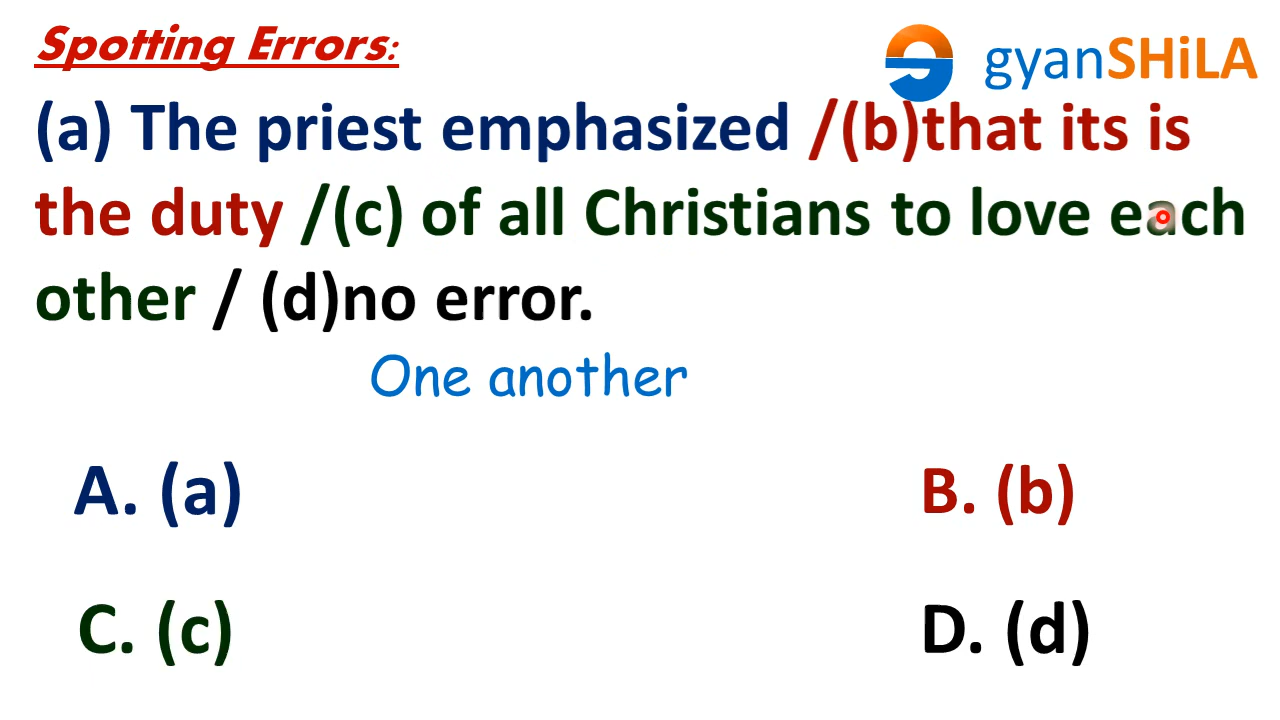 Spotting Errors:
gyanSHiLA
(a) The priest emphasized /(b)that its is
the duty /(c) of all Christians to love each
other / (d)no error.
One another
A. (a)
B. (b)
C. (c)
D. (d)